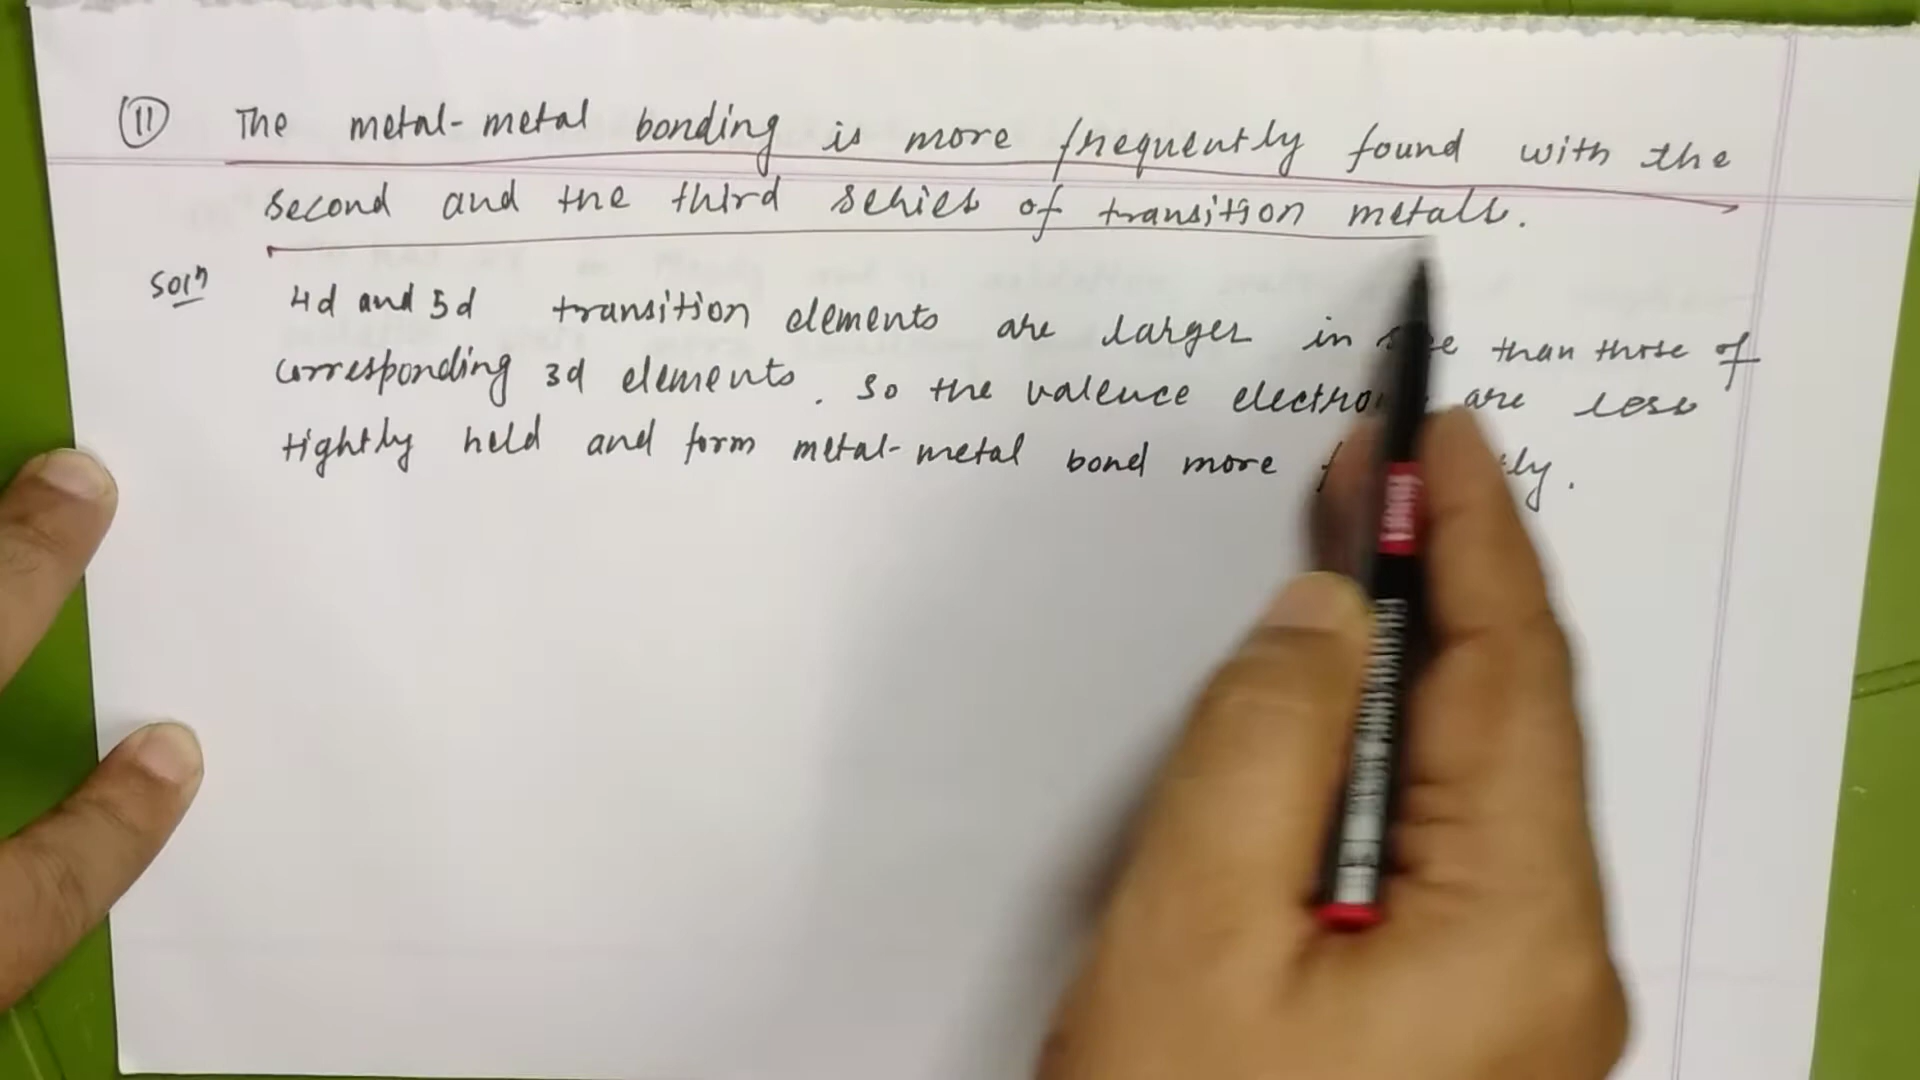 11 The metal-metal bonding is more frequently found with the
second and the third series of transition metals.
Soln 4d and 5d transition elements are larger in than those of
corresponding 3d elements. So the valence are less
tightly held and form metal-metal bond more